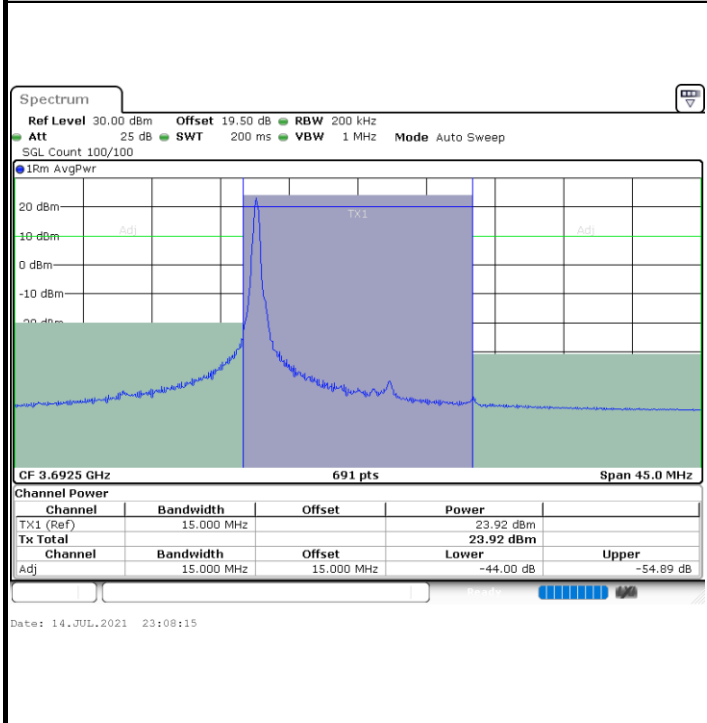 Spectrum
Ref Level 30.00 dBm Offset 19.50 dB RBW 200 kHz
Att 25 dB SWT 200 ms VBW 1 MHz Mode Auto Sweep
SGL Count 100/100
1Rm AvgPwr
20 dBm
TX1
10 dBm
Adj
Adj
0 dBm
-10 dBm
-20 dBm
CF 3.6925 GHz 691 pts Span 45.0 MHz
Channel Power
Channel Bandwidth Offset Power
TX1 (Ref) 15.000 MHz 23.92 dBm
Tx Total 23.92 dBm
Channel Bandwidth Offset Lower Upper
Adj 15.000 MHz 15.000 MHz -44.00 dB -54.89 dB
Ready
Date: 14.JUL.2021 23:08:15